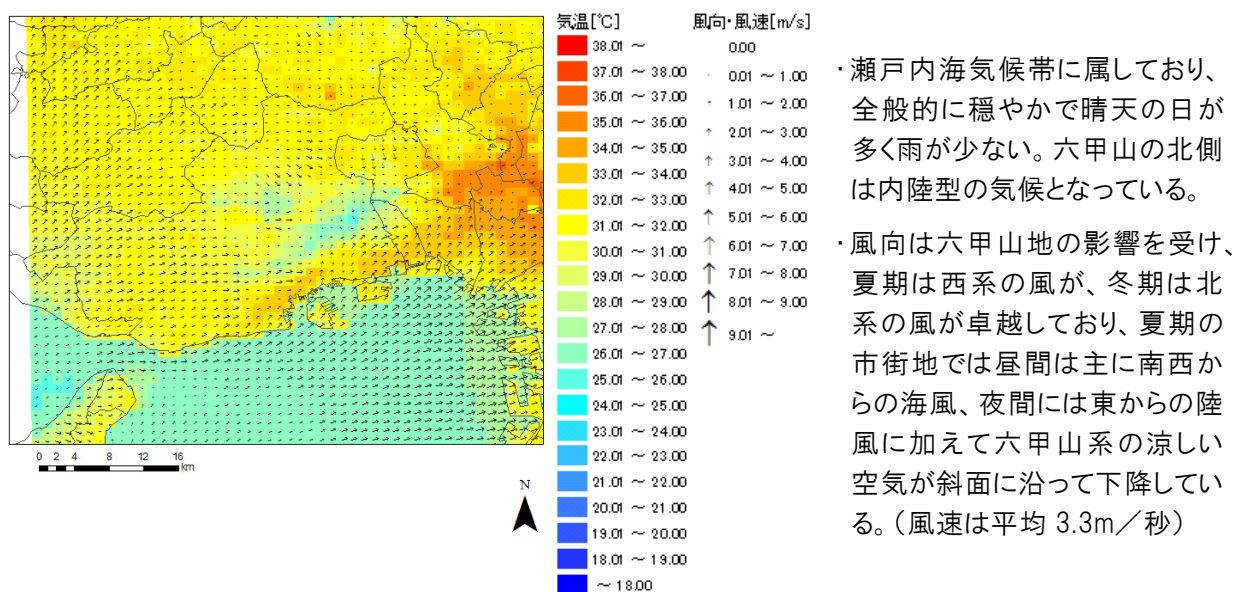 気温[℃]
38.01 ～
37.01 ～ 38.00
36.01 ～ 37.00
35.01 ～ 36.00
34.01 ～ 35.00
33.01 ～ 34.00
32.01 ～ 33.00
31.01 ～ 32.00
30.01 ～ 31.00
29.01 ～ 30.00
28.01 ～ 29.00
27.01 ～ 28.00
26.01 ～ 27.00
25.01 ～ 26.00
24.01 ～ 25.00
23.01 ～ 24.00
22.01 ～ 23.00
21.01 ～ 22.00
20.01 ～ 21.00
19.01 ～ 20.00
18.01 ～ 19.00
～ 18.00
風向・風速[m/s]
0.00
0.01 ～ 1.00
1.01 ～ 2.00
2.01 ～ 3.00
3.01 ～ 4.00
4.01 ～ 5.00
5.01 ～ 6.00
6.01 ～ 7.00
7.01 ～ 8.00
8.01 ～ 9.00
9.01 ～
0 2 4 8 12 16
km
N
・瀬戸内海気候帯に属しており、
全般的に穏やかで晴天の日が
多く雨が少ない。六甲山の北側
は内陸型の気候となっている。
・風向は六甲山地の影響を受け、
夏期は西系の風が、冬期は北
系の風が卓越しており、夏期の
市街地では昼間は主に南西か
らの海風、夜間には東からの陸
風に加えて六甲山系の涼しい
空気が斜面に沿って下降してい
る。（風速は平均 3.3m／秒）